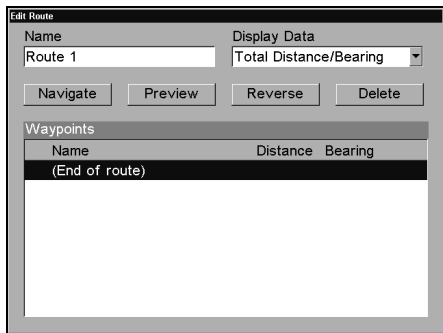 Edit Route
Name Display Data
Route 1 Total Distance/Bearing
Navigate Preview Reverse Delete
Waypoints
Name Distance Bearing
(End of route)